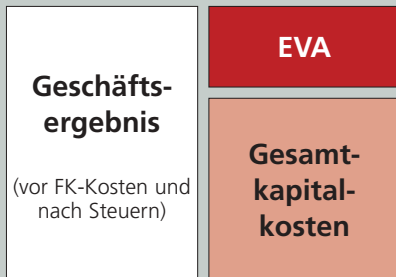 Geschäfts-
ergebnis
(vor FK-Kosten und
nach Steuern)
EVA
Gesamt-
kapital-
kosten